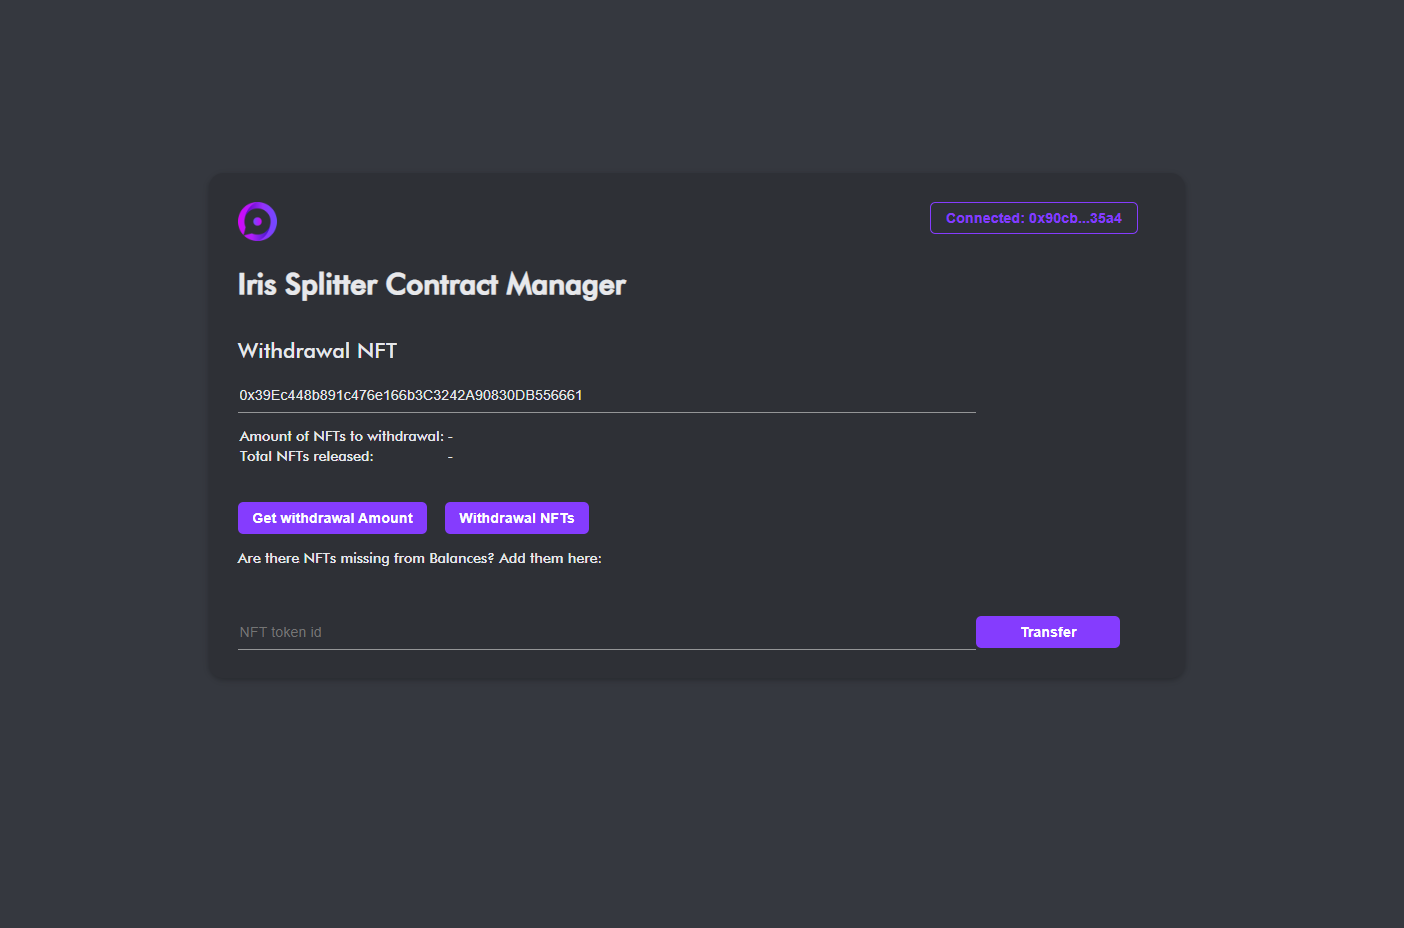 Connected: 0x90cb...35a4
Iris Splitter Contract Manager
Withdrawal NFT
0x39Ec448b891c476e166b3C3242A90830DB556661
Amount of NFTs to withdrawal: -
Total NFTs released: -
Get withdrawal Amount Withdrawal NFTs
Are there NFTs missing from Balances? Add them here:
NFT token id Transfer